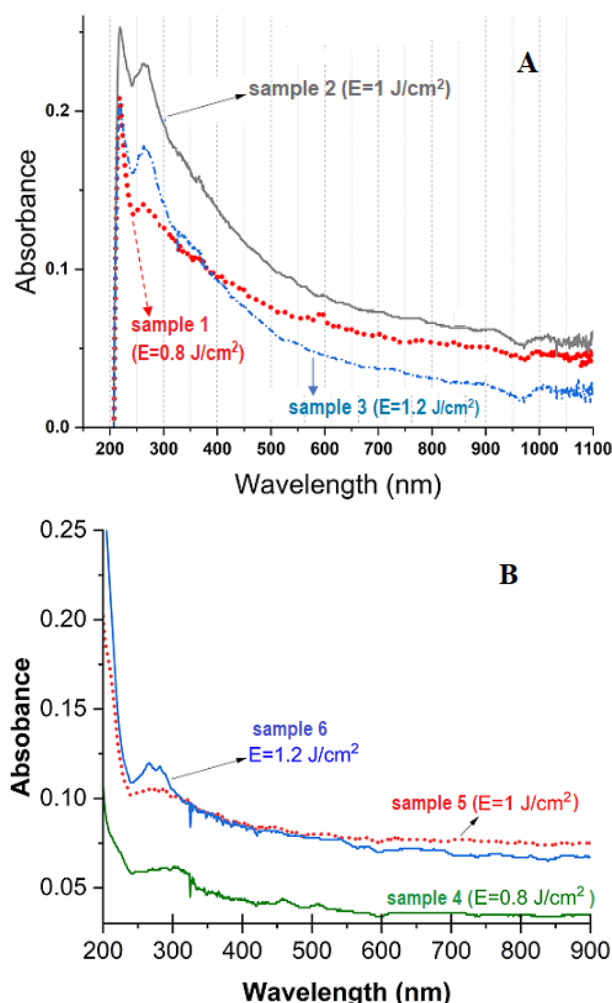 A
sample 2 (E=1 J/cm²)
0.2
Absorbance
0.1
sample 1
(E=0.8 J/cm²)
sample 3 (E=1.2 J/cm²)
0.0
200 300 400 500 600 700 800 900 1000 1100
Wavelength (nm)
0.25
B
0.20
Absobance
sample 6
E=1.2 J/cm²
0.15
0.10
sample 5 (E=1 J/cm²)
sample 4 (E=0.8 J/cm²)
0.05
200 300 400 500 600 700 800 900
Wavelength (nm)